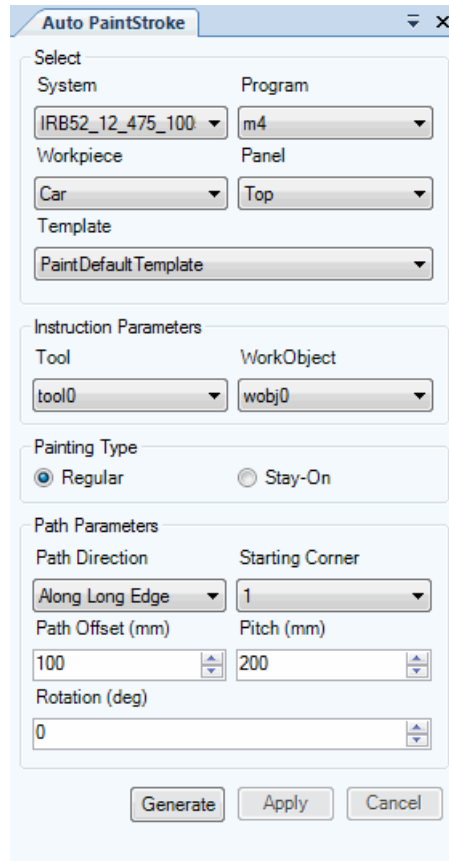 Auto PaintStroke
Select
System Program
IRB52_12_475_100 m4
Workpiece Panel
Car Top
Template
PaintDefaultTemplate
Instruction Parameters
Tool WorkObject
tool0 wobj0
Painting Type
Regular Stay-On
Path Parameters
Path Direction Starting Corner
Along Long Edge 1
Path Offset (mm) Pitch (mm)
100 200
Rotation (deg)
0
Generate Apply Cancel